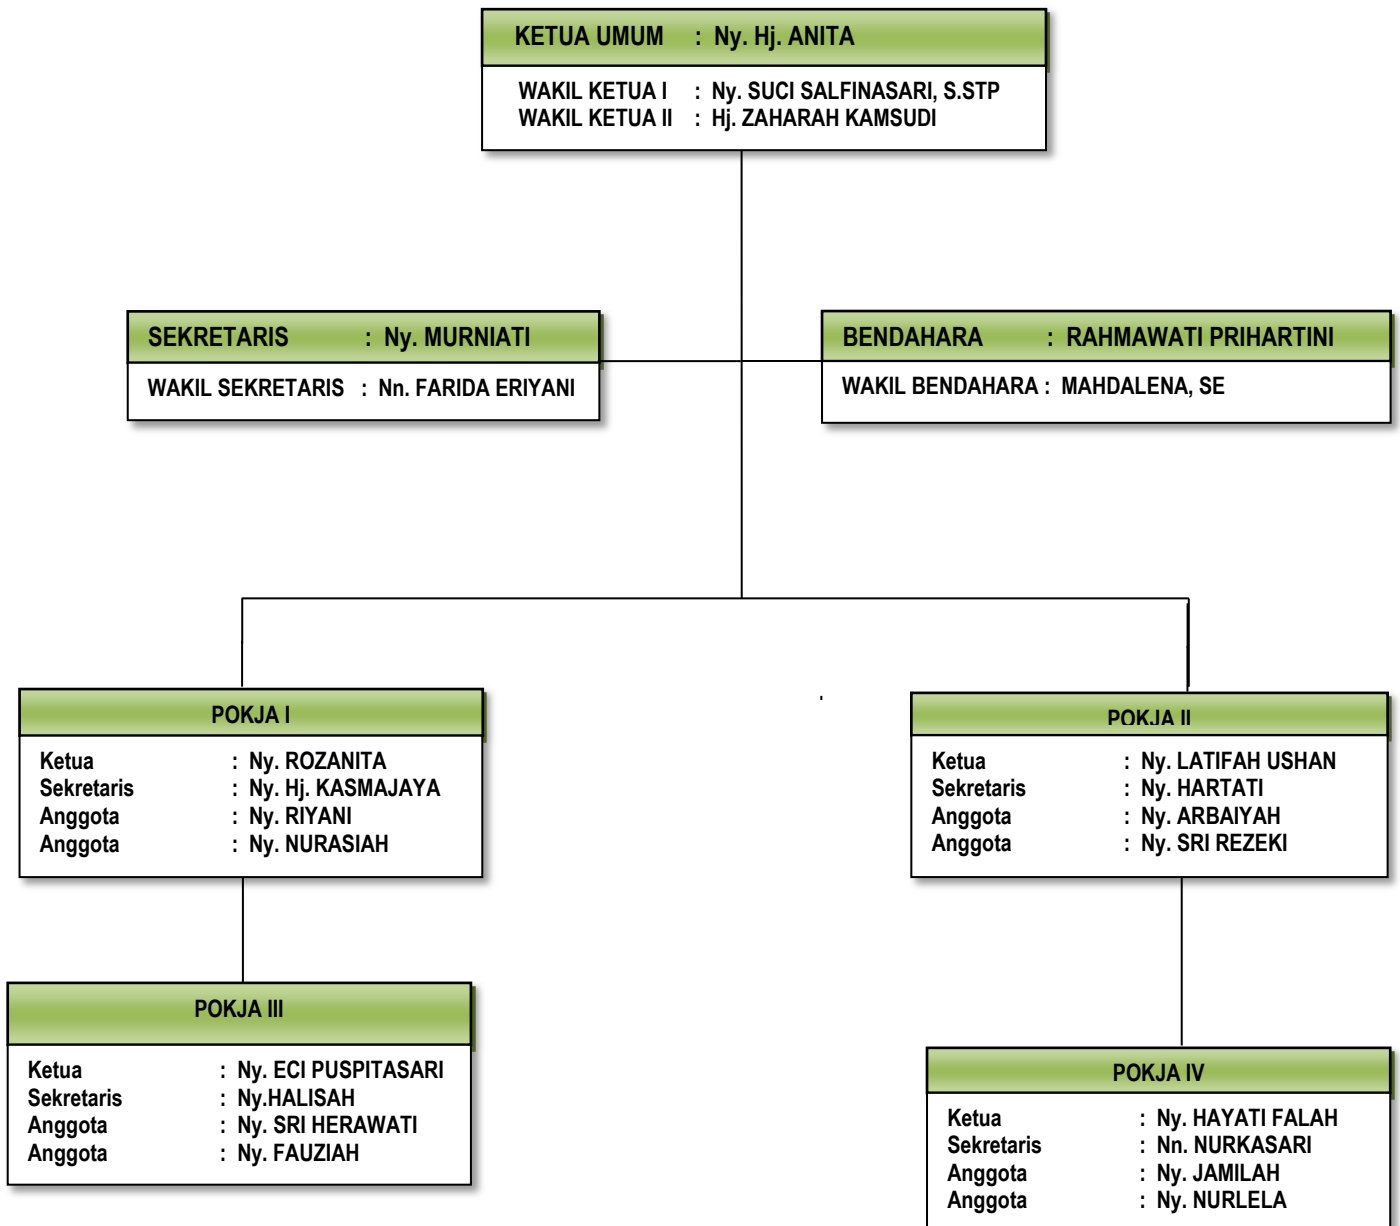 KETUA UMUM : Ny. Hj. ANITA
WAKIL KETUA I : Ny. SUCI SALFINASARI, S.STP
WAKIL KETUA II : Hj. ZAHARAH KAMSUDI
SEKRETARIS : Ny. MURNIATI
WAKIL SEKRETARIS : Nn. FARIDA ERIYANI
BENDAHARA : RAHMAWATI PRIHARTINI
WAKIL BENDAHARA : MAHDALENA, SE
POKJA I
Ketua : Ny. ROZANITA
Sekretaris : Ny. Hj. KASMAJAYA
Anggota : Ny. RIYANI
Anggota : Ny. NURASIAH
POKJA II
Ketua : Ny. LATIFAH USHAN
Sekretaris : Ny. HARTATI
Anggota : Ny. ARBAIYAH
Anggota : Ny. SRI REZEKI
POKJA III
Ketua : Ny. ECI PUSPITASARI
Sekretaris : Ny.HALISAH
Anggota : Ny. SRI HERAWATI
Anggota : Ny. FAUZIAH
POKJA IV
Ketua : Ny. HAYATI FALAH
Sekretaris : Nn. NURKASARI
Anggota : Ny. JAMILAH
Anggota : Ny. NURLELA